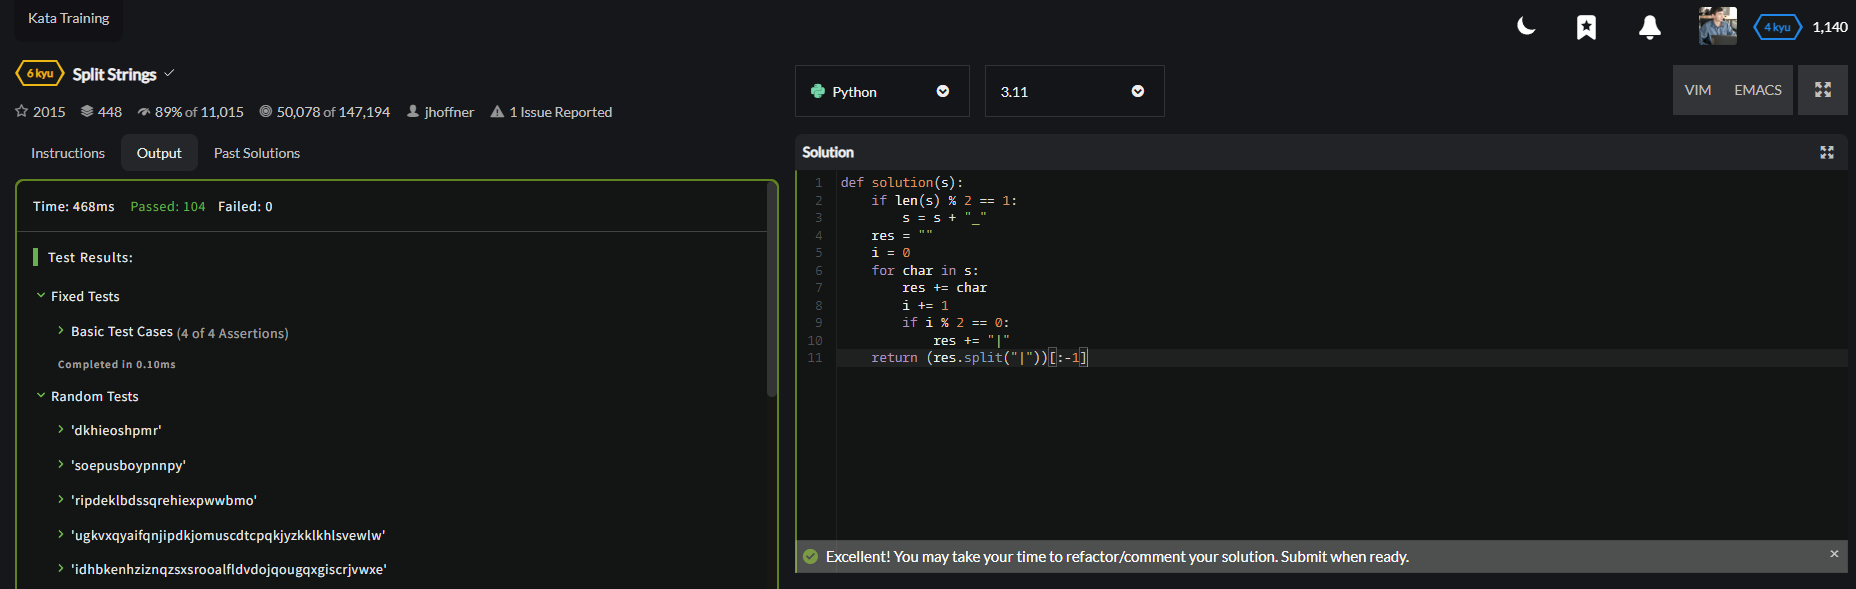 Kata Training
4 kyu 1,140
6 kyu Split Strings
2015 448 89% of 11,015 50,078 of 147,194 jhoffner 1 Issue Reported
Instructions Output Past Solutions
Time: 468ms Passed: 104 Failed: 0
Test Results:
Fixed Tests
Basic Test Cases (4 of 4 Assertions)
Completed in 0.10ms
Random Tests
'dkhieoshpmr'
'soepusboypnnpy'
'ripdeklbdssqrehiexpwwbmo'
'ugkvxqyaifqnjipdkjomuscdtcpqkjyzkklkhlsvewlw'
'idhbkenhziznqzsxsrooalfldvdojqougqxgiscrjvwxe'
Python 3.11 VIM EMACS
Solution
1 def solution(s):
2     if len(s) % 2 == 1:
3         s = s + "_"
4     res = ""
5     i = 0
6     for char in s:
7         res += char
8         i += 1
9         if i % 2 == 0:
10             res += "|"
11     return (res.split("|"))[:-1]
Excellent! You may take your time to refactor/comment your solution. Submit when ready. ×